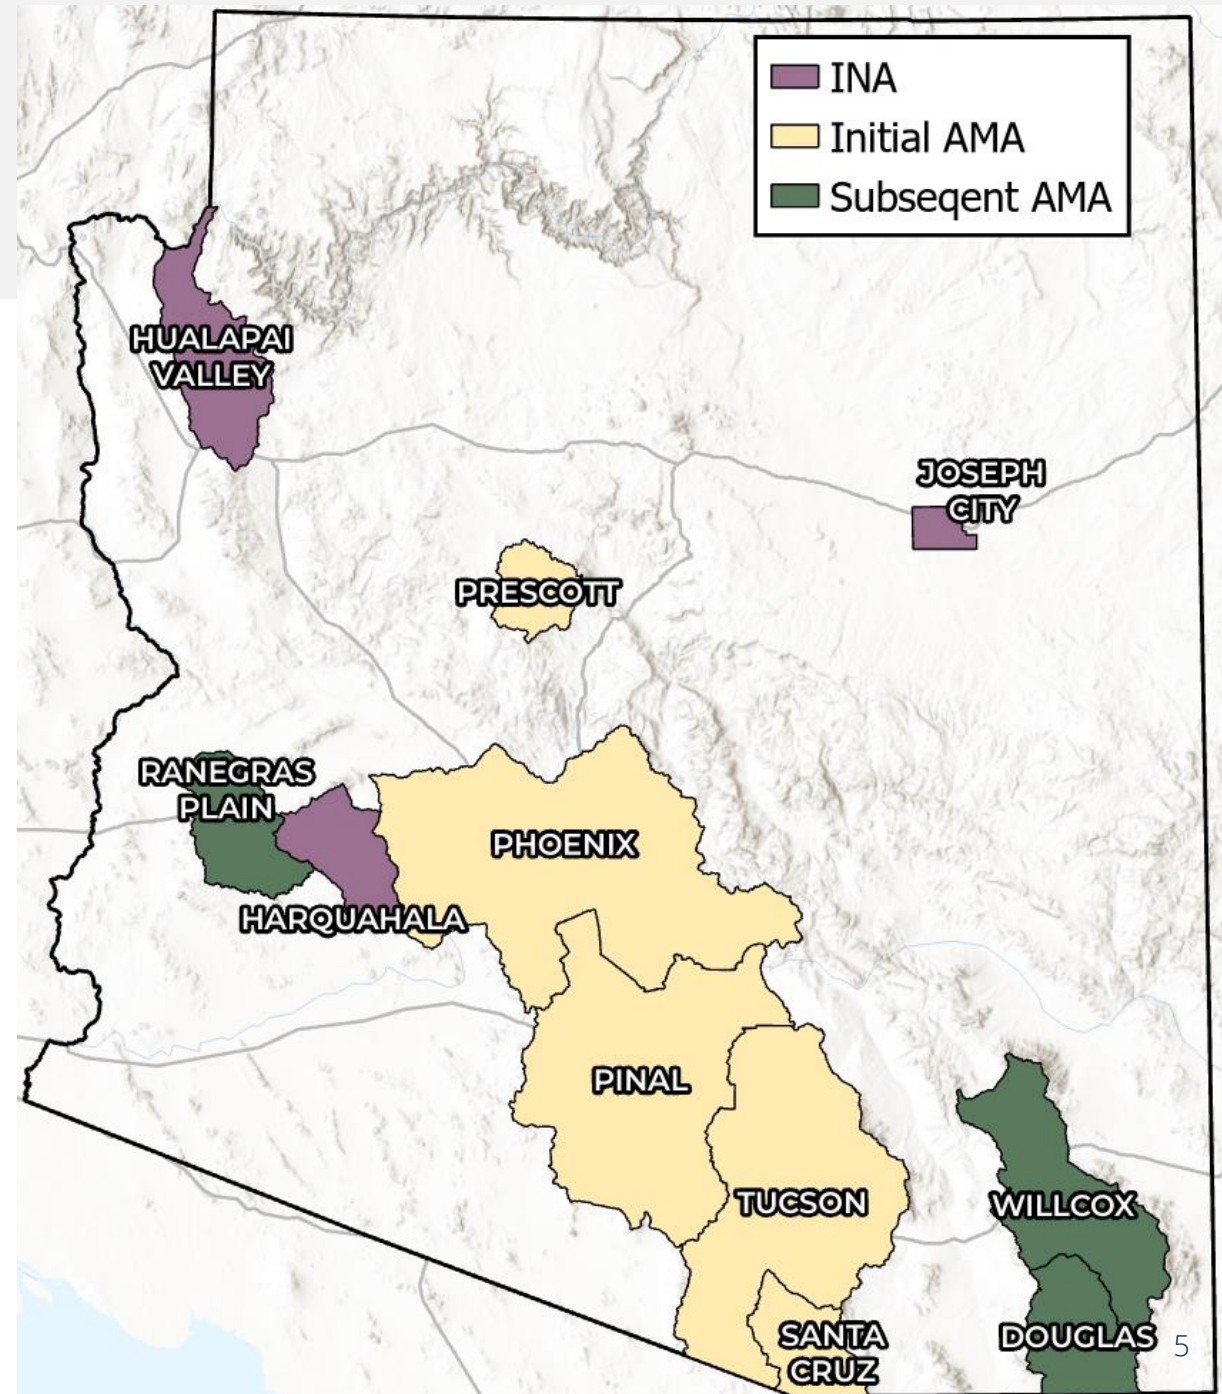 INA
Initial AMA
Subseqent AMA
HUALAPAI
VALLEY
JOSEPH
CITY
PRESCOTT
RANEGRAS
PLAIN
PHOENIX
HARQUAHALA
PINAL
TUCSON
WILLCOX
SANTA
CRUZ
DOUGLAS
5